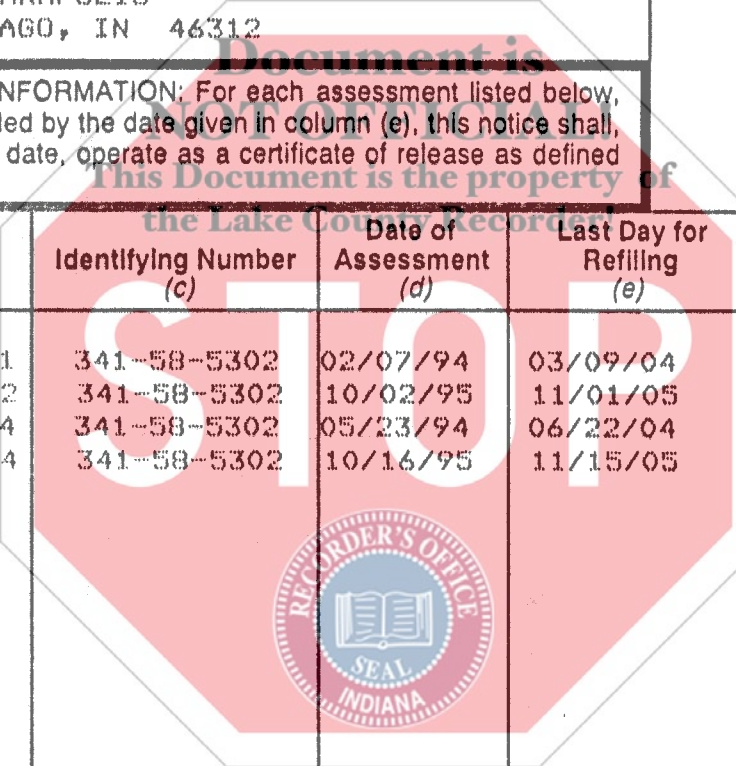 AGO, IN 46312
Document is
NFORMATION: For each assessment listed below,
NOT OFFICIAL!
led by the date given in column (e), this notice shall,
date, operate as a certificate of release as defined
This Document is the property of
the Lake County Recorder!
Identifying Number (c) Date of Assessment (d) Last Day for Refiling (e)
STOP
1 341-58-5302 02/07/94 03/09/04
2 341-58-5302 10/02/95 11/01/05
4 341-58-5302 05/23/94 06/22/04
4 341-58-5302 10/16/95 11/15/05
RECORDER'S OFFICE
SEAL
INDIANA